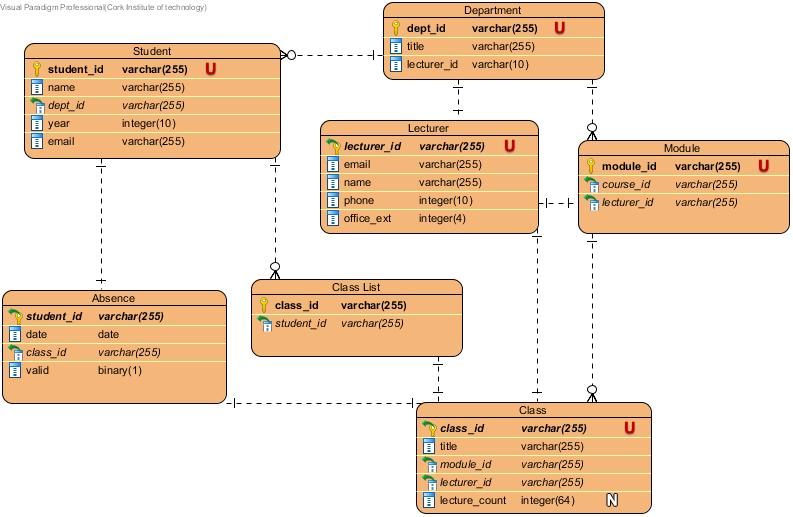 Visual Paradigm Professional(Cork Institute of technology)
Department
dept_id varchar(255) U
title varchar(255)
lecturer_id varchar(10)
Student
student_id varchar(255) U
name varchar(255)
dept_id varchar(255)
year integer(10)
email varchar(255)
Lecturer
lecturer_id varchar(255) U
email varchar(255)
name varchar(255)
phone integer(10)
office_ext integer(4)
Module
module_id varchar(255) U
course_id varchar(255)
lecturer_id varchar(255)
Absence
student_id varchar(255)
date date
class_id varchar(255)
valid binary(1)
Class List
class_id varchar(255)
student_id varchar(255)
Class
class_id varchar(255) U
title varchar(255)
module_id varchar(255)
lecturer_id varchar(255)
lecture_count integer(64) N